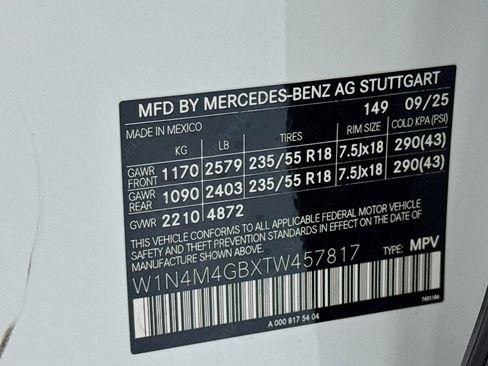 MFD BY MERCEDES-BENZ AG STUTTGART
MADE IN MEXICO 149 09/25
KG LB TIRES RIM SIZE COLD KPA (PSI)
GAWR FRONT 1170 2579 235/55 R18 7.5Jx18 290(43)
GAWR REAR 1090 2403 235/55 R18 7.5Jx18 290(43)
GVWR 2210 4872
THIS VEHICLE CONFORMS TO ALL APPLICABLE FEDERAL MOTOR VEHICLE
SAFETY, BUMPER, AND THEFT PREVENTION STANDARDS
IN EFFECT ON THE DATE OF MANUFACTURE SHOWN ABOVE.
W1N4M4GBXTW457817 TYPE: MPV
A 000 817 54 04